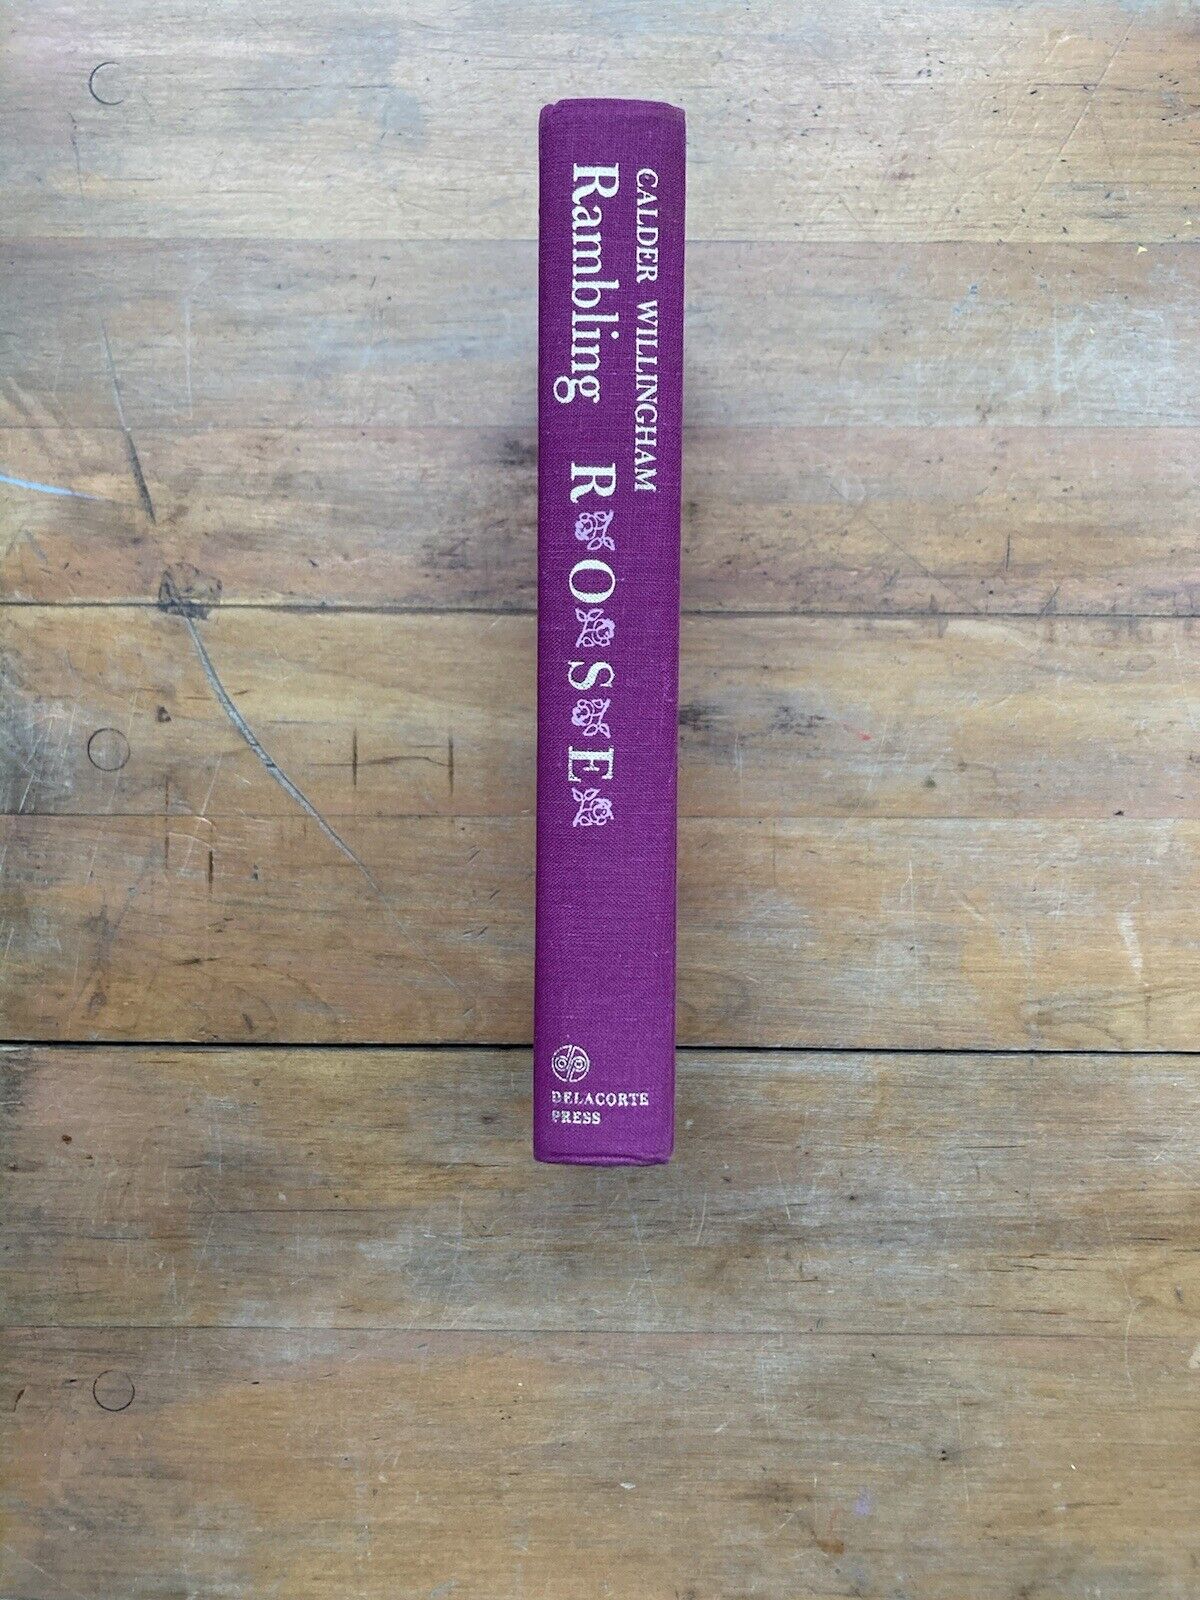 CALDER WILLINGHAM
Rambling ROSE
DELACORTE
PRESS